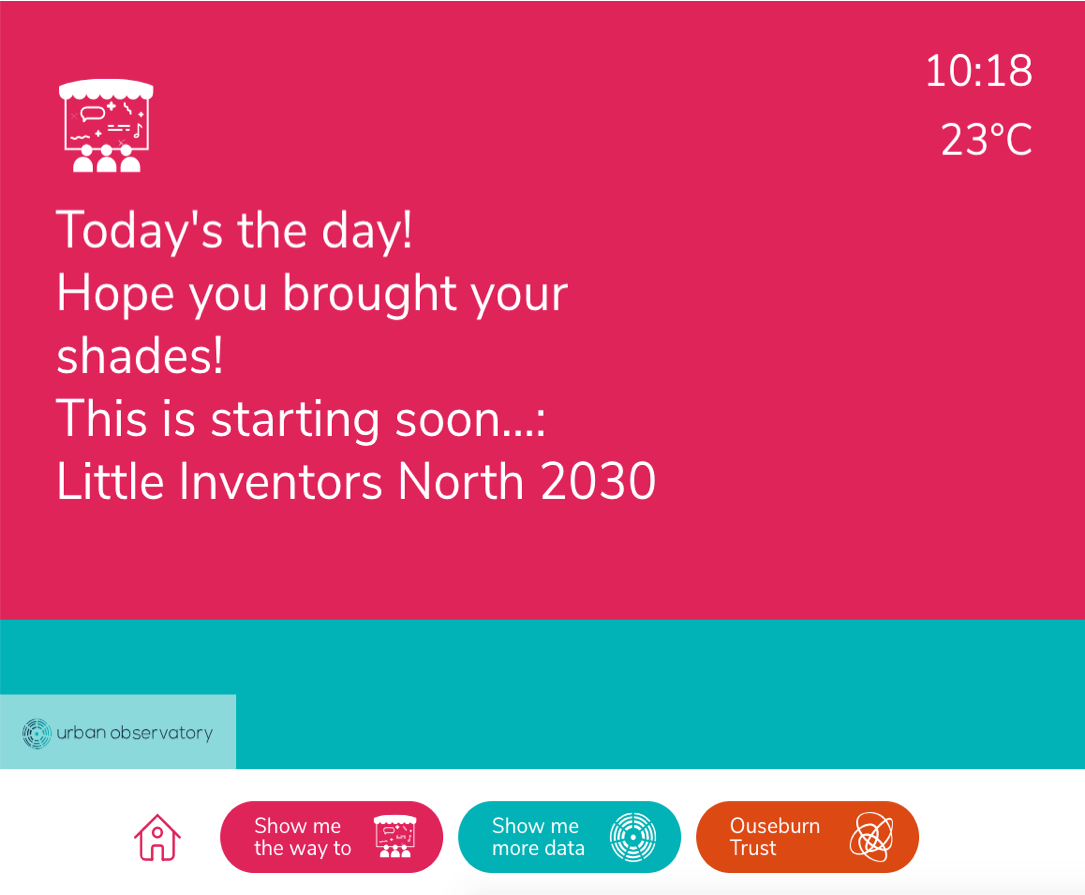 10:18
23°C
Today's the day!
Hope you brought your
shades!
This is starting soon...:
Little Inventors North 2030
urban observatory
Show me
the way to
Show me
more data
Ouseburn
Trust